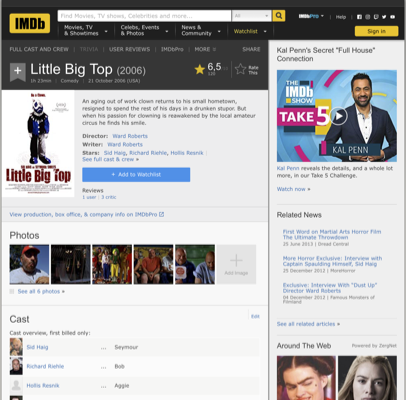 IMDb
Find Movies, TV shows, Celebrities and more...
All
IMDbPro
Help
Movies, TV
& Showtimes
Celebs, Events
& Photos
News &
Community
Watchlist
Sign in
FULL CAST AND CREW
TRIVIA
USER REVIEWS
IMDbPro
MORE
SHARE
Little Big Top (2006)
1h 23min
Comedy
21 October 2006 (USA)
6,5
Rate
This
Little Big Top
An aging out of work clown returns to his small hometown,
resigned to spend the rest of his days in a drunken stupor. But
when his passion for clowning is reawakened by the local amateur
circus he finds his smile.
Director: Ward Roberts
Writer: Ward Roberts
Stars: Sid Haig, Richard Riehle, Hollis Resnik
See full cast & crew »
+ Add to Watchlist
Reviews
1 user
View production, box office, & company info on IMDbPro
Photos
Add Image
See all 6 photos »
Cast
Edit
Cast overview, first billed only:
Sid Haig ... Seymour
Richard Riehle ... Bob
Hollis Resnik ... Aggie
Kal Penn's Secret "Full House"
Connection
THE IMDb SHOW
TAKE 5
KAL PENN
Kal Penn reveals the details, and a whole lot
more, in our Take 5 Challenge.
Watch now »
Related News
First Word on Martial Arts Horror Film
The Ultimate Throwdown
25 June 2013 | Dread Central
More Horror Exclusive: Interview with
Captain Spaulding Himself, Sid Haig
25 December 2012 | MoreHorror
Exclusive: Interview With "Dust Up"
Director Ward Roberts
04 December 2012 | Famous Monsters of
Filmland
See all related articles »
Around The Web
Powered by ZergNet